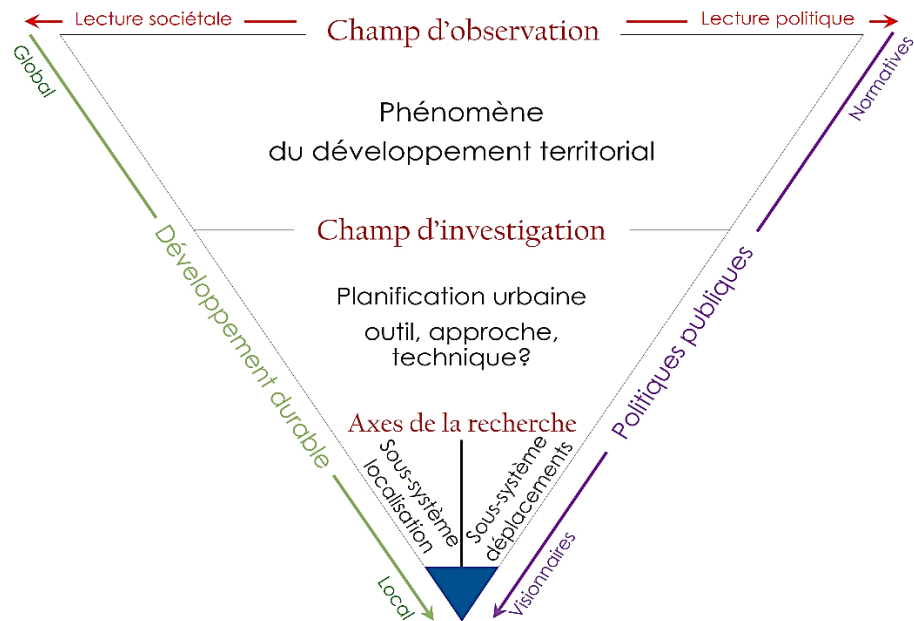 Lecture sociétale
Lecture politique
Champ d'observation
Global
Normatives
Phénomène
du développement territorial
Champ d'investigation
Développement durable
Politiques publiques
Planification urbaine
outil, approche,
technique?
Axes de la recherche
Sous-système
localisation
Sous-système
déplacements
Local
Visionnaires